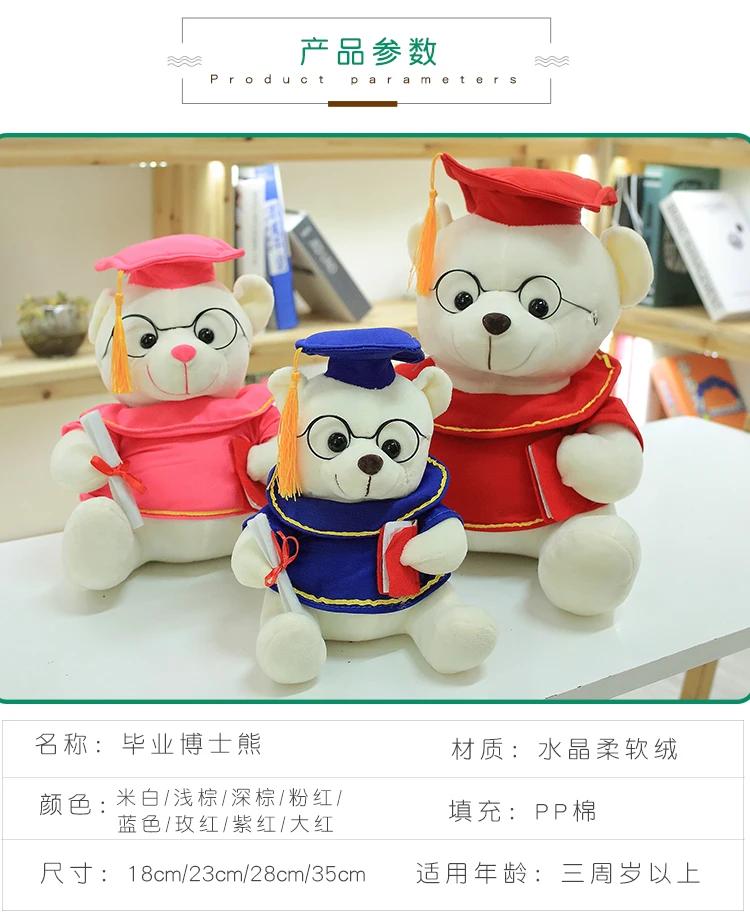 产品参数
Product parameters
名称：毕业博士熊
材质：水晶柔软绒
颜色：米白/浅棕/深棕/粉红/
蓝色/玫红/紫红/大红
填充：PP棉
尺寸：18cm/23cm/28cm/35cm
适用年龄：三周岁以上